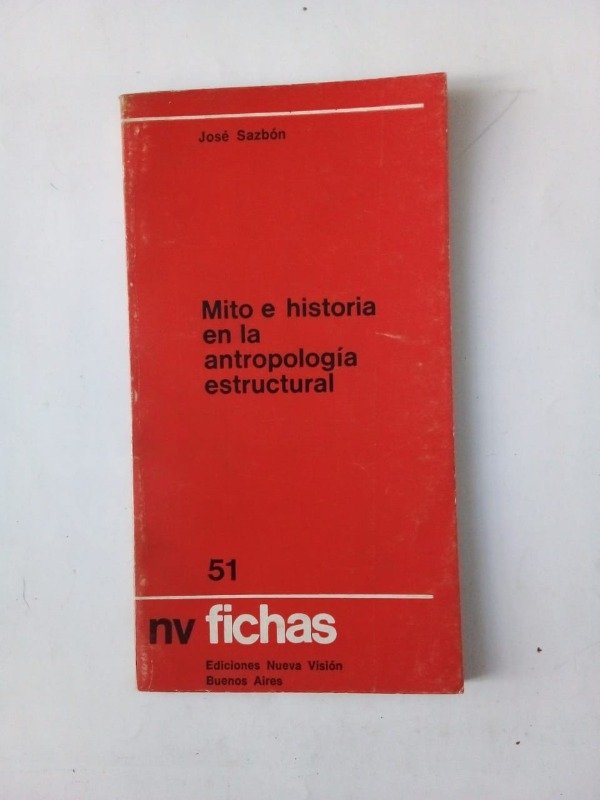 José Sazbón
Mito e historia
en la
antropología
estructural
51
nv fichas
Ediciones Nueva Visión
Buenos Aires